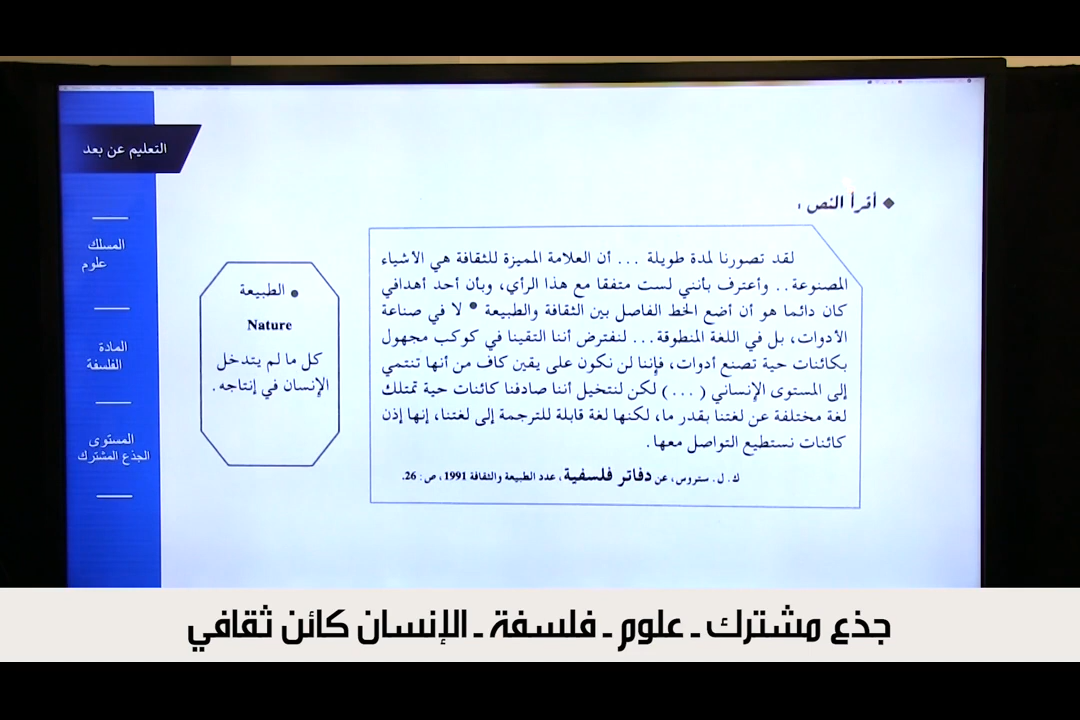 ❖ أقرأ النص :
لقد تصورنا لمدة طويلة ... أن العلامة المميزة للثقافة هي الأشياء
المصنوعة.. وأعترف بأنني لست متفقا مع هذا الرأي، وبأن أحد أهدافي
كان دائما هو أن أضع الخط الفاصل بين الثقافة والطبيعة • لا في صناعة
الأدوات، بل في اللغة المنطوقة... لنفترض أننا التقينا في كوكب مجهول
بكائنات حية تصنع أدوات، فإننا لن نكون على يقين كاف من أنها تنتمي
إلى المستوى الإنساني (...) لكن لنتخيل أننا صادفنا كائنات حية تمتلك
لغة مختلفة عن لغتنا بقدر ما، لكنها لغة قابلة للترجمة إلى لغتنا، إنها إذن
كائنات نستطيع التواصل معها.
ك. ل. ستروس، عن دفاتر فلسفية، عدد الطبيعة والثقافة 1991، ص: 26.
• الطبيعة
Nature
كل ما لم يتدخل
الإنسان في إنتاجه.
التعليم عن بعد
المسلك
علوم
المادة
الفلسفة
المستوى
الجذع المشترك
جذع مشترك - علوم - فلسفة - الإنسان كائن ثقافي